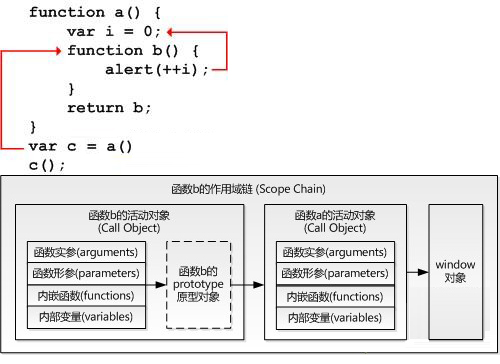 function a() {
var i = 0;
function b() {
alert(++i);
}
return b;
}
var c = a()
c();
函数b的作用域链 (Scope Chain)
函数b的活动对象
(Call Object)
函数实参(arguments)
函数形参(parameters)
内嵌函数(functions)
内部变量(variables)
函数b的
prototype
原型对象
函数a的活动对象
(Call Object)
函数实参(arguments)
函数形参(parameters)
内嵌函数(functions)
内部变量(variables)
window
对象